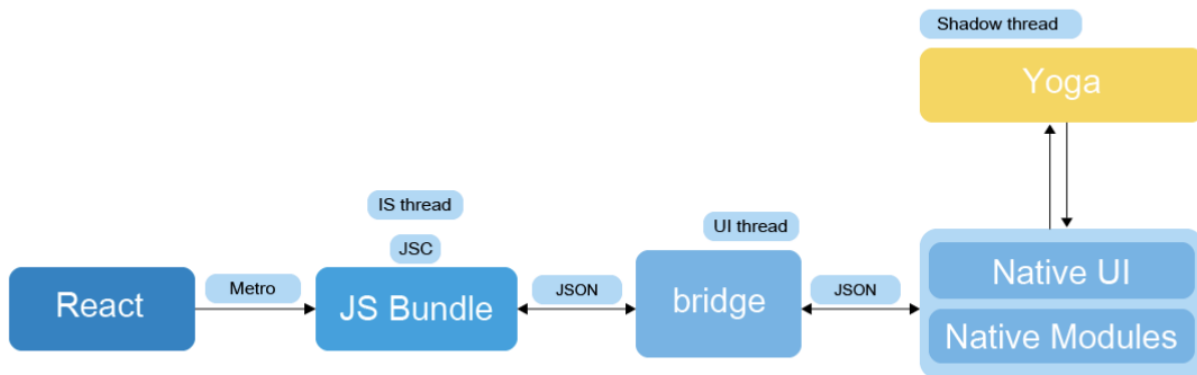 Shadow thread
Yoga
IS thread
JSC
UI thread
React
Metro
JS Bundle
JSON
bridge
JSON
Native UI
Native Modules